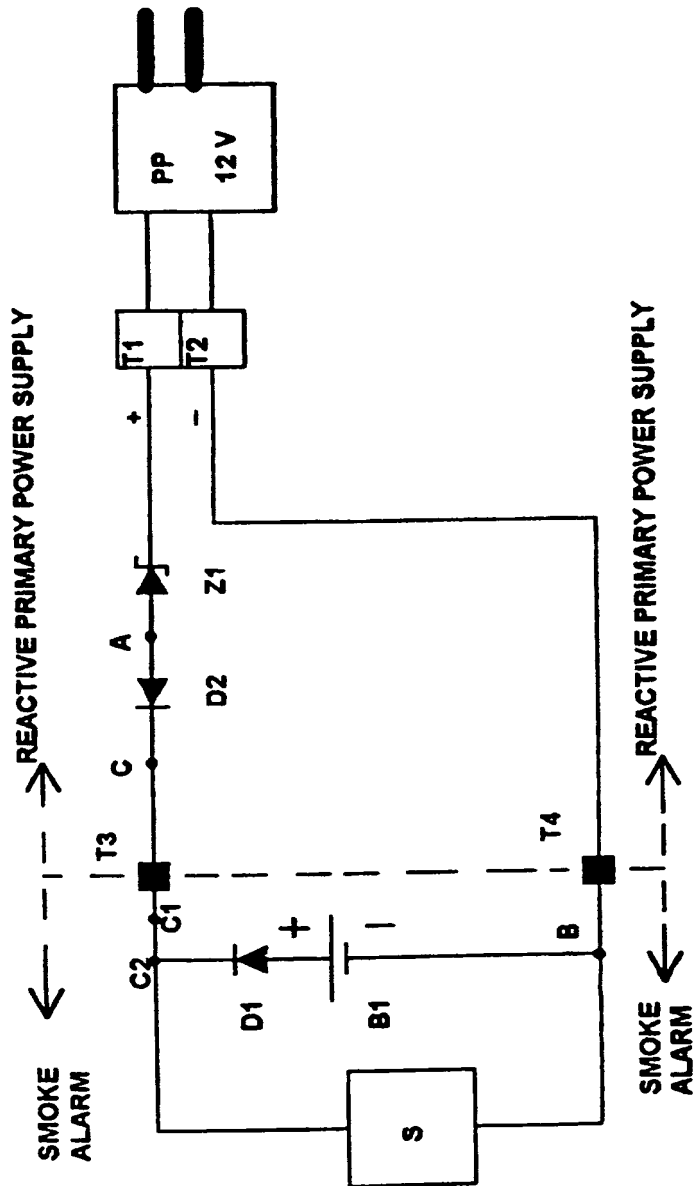 SMOKE
ALARM
REACTIVE PRIMARY POWER SUPPLY
C2
C1
T3
C
D2
A
Z1
+
−
T1
T2
PP
12 V
D1
+
B1
−
S
B
T4
SMOKE
ALARM
REACTIVE PRIMARY POWER SUPPLY